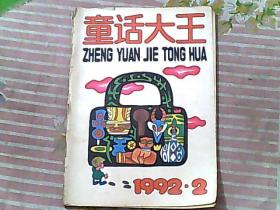 童话大王
ZHENG YUAN JIE TONG HUA
1992·2